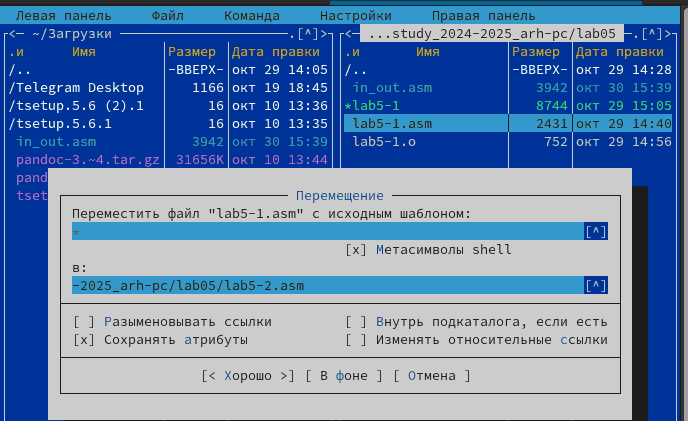 Левая панель Файл Команда Настройки Правая панель
<— ~/Загрузки —.[^]>
.и Имя Размер Дата правки
/.. -ВВЕРХ- окт 29 14:05
/Telegram Desktop 1166 окт 19 18:45
/tsetup.5.6 (2).1 16 окт 10 13:36
/tsetup.5.6.1 16 окт 10 13:35
in_out.asm 3942 окт 30 15:39
pandoc-3.~4.tar.gz 31656K окт 10 13:44
pand
tset
<— ...study_2024-2025_arh-pc/lab05 —.[^]>
.и Имя Размер Дата правки
/.. -ВВЕРХ- окт 29 14:28
in_out.asm 3942 окт 30 15:39
*lab5-1 8744 окт 29 15:05
lab5-1.asm 2431 окт 29 14:40
lab5-1.o 752 окт 29 14:56
Перемещение
Переместить файл "lab5-1.asm" с исходным шаблоном:
* [^]
[x] Метасимволы shell
в:
-2025_arh-pc/lab05/lab5-2.asm [^]
[ ] Разыменовывать ссылки [ ] Внутрь подкаталога, если есть
[x] Сохранять атрибуты [ ] Изменять относительные ссылки
[< Хорошо >] [ В фоне ] [ Отмена ]